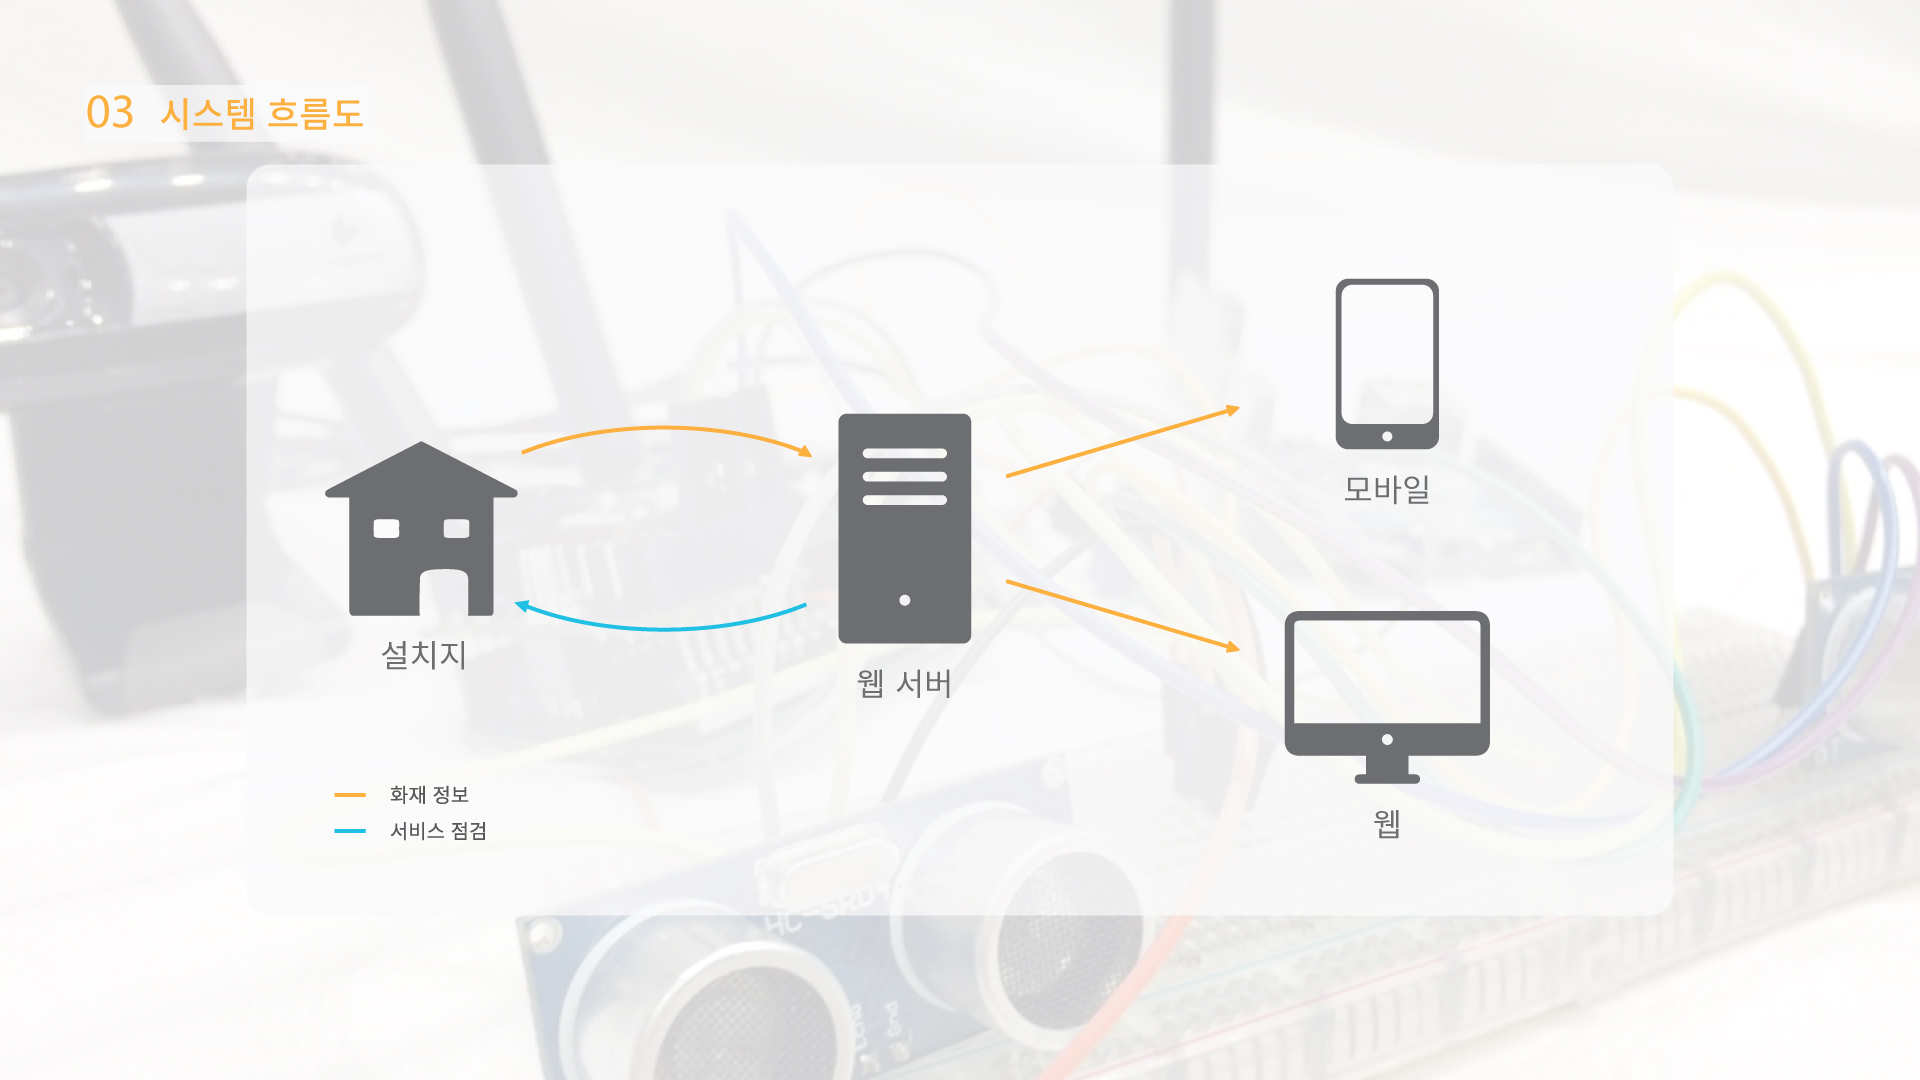 03 시스템 흐름도
모바일
설치지
웹 서버
화재 정보
서비스 점검
웹
Gnd